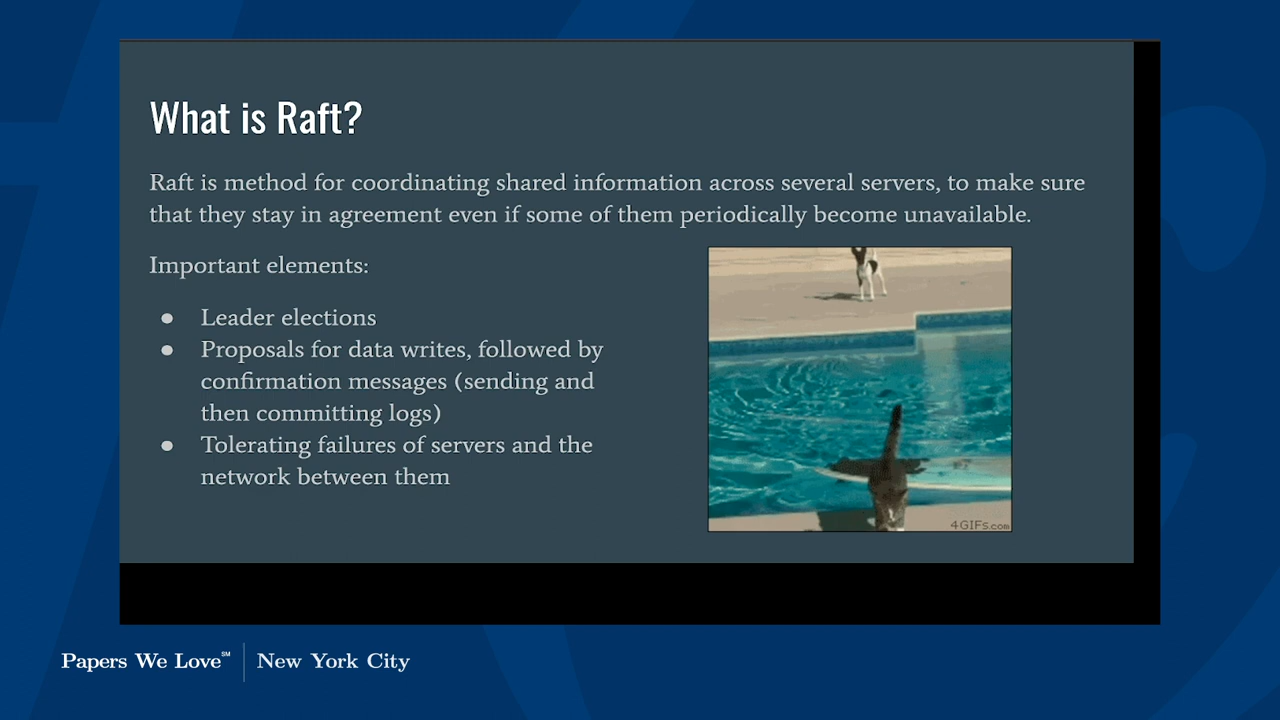 What is Raft?
Raft is method for coordinating shared information across several servers, to make sure
that they stay in agreement even if some of them periodically become unavailable.
Important elements:
● Leader elections
● Proposals for data writes, followed by
confirmation messages (sending and
then committing logs)
● Tolerating failures of servers and the
network between them
4GIFs.com
Papers We Love℠ | New York City